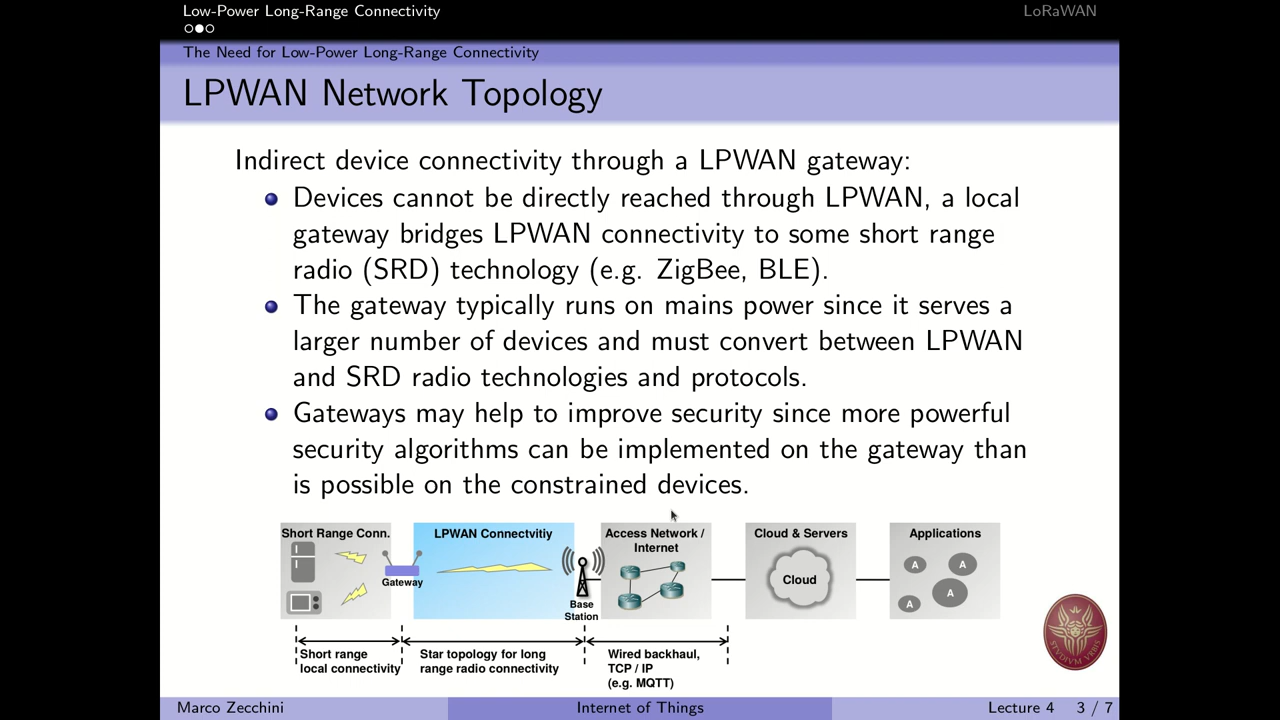 Low-Power Long-Range Connectivity
LoRaWAN
The Need for Low-Power Long-Range Connectivity
LPWAN Network Topology
Indirect device connectivity through a LPWAN gateway:
Devices cannot be directly reached through LPWAN, a local
gateway bridges LPWAN connectivity to some short range
radio (SRD) technology (e.g. ZigBee, BLE).
The gateway typically runs on mains power since it serves a
larger number of devices and must convert between LPWAN
and SRD radio technologies and protocols.
Gateways may help to improve security since more powerful
security algorithms can be implemented on the gateway than
is possible on the constrained devices.
Short Range Conn.
Gateway
LPWAN Connectvitiy
Base
Station
Access Network /
Internet
Cloud & Servers
Cloud
Applications
A
A
A
A
Short range
local connectivity
Star topology for long
range radio connectivity
Wired backhaul,
TCP / IP
(e.g. MQTT)
STVDIVM VRBIS
Marco Zecchini
Internet of Things
Lecture 4
3 / 7